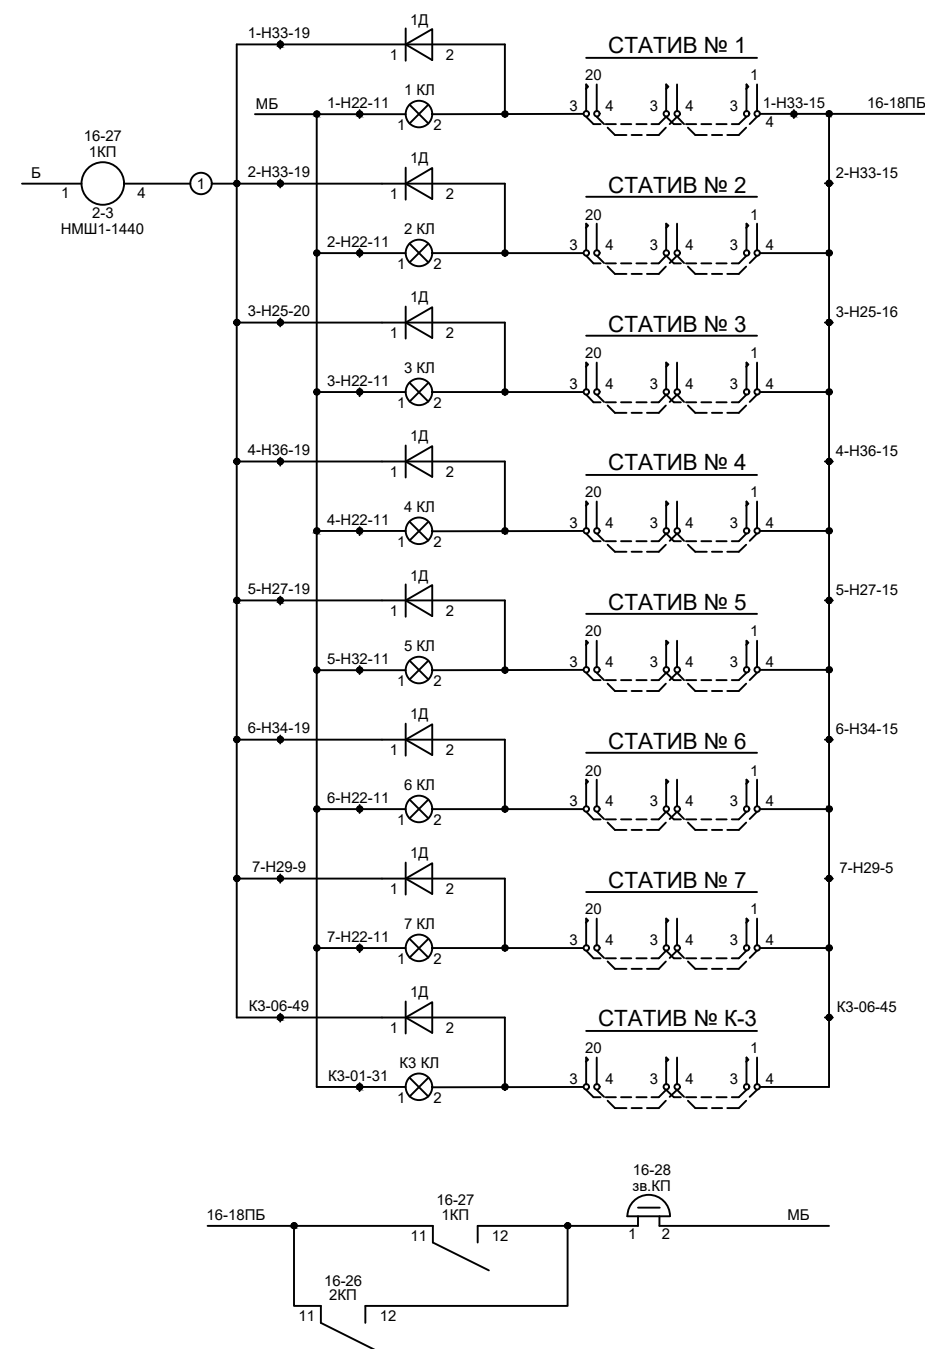 1-Н33-19
1Д
1 2
СТАТИВ № 1
20 1
МБ
1-Н22-11
1 КЛ
1 2
3 4 3 4 3 4
1-Н33-15
16-18ПБ
16-27
1КП
Б
1 4
2-3
НМШ1-1440
1
2-Н33-19
1Д
1 2
СТАТИВ № 2
2-Н33-15
20 1
2-Н22-11
2 КЛ
1 2
3 4 3 4 3 4
3-Н25-20
1Д
1 2
СТАТИВ № 3
3-Н25-16
20 1
3-Н22-11
3 КЛ
1 2
3 4 3 4 3 4
4-Н36-19
1Д
1 2
СТАТИВ № 4
4-Н36-15
20 1
4-Н22-11
4 КЛ
1 2
3 4 3 4 3 4
5-Н27-19
1Д
1 2
СТАТИВ № 5
5-Н27-15
20 1
5-Н32-11
5 КЛ
1 2
3 4 3 4 3 4
6-Н34-19
1Д
1 2
СТАТИВ № 6
6-Н34-15
20 1
6-Н22-11
6 КЛ
1 2
3 4 3 4 3 4
7-Н29-9
1Д
1 2
СТАТИВ № 7
7-Н29-5
20 1
7-Н22-11
7 КЛ
1 2
3 4 3 4 3 4
К3-06-49
1Д
1 2
СТАТИВ № К-3
К3-06-45
20 1
К3-01-31
К3 КЛ
1 2
3 4 3 4 3 4
16-18ПБ
16-27
1КП
11 12
16-28
зв.КП
1 2
МБ
16-26
2КП
11 12